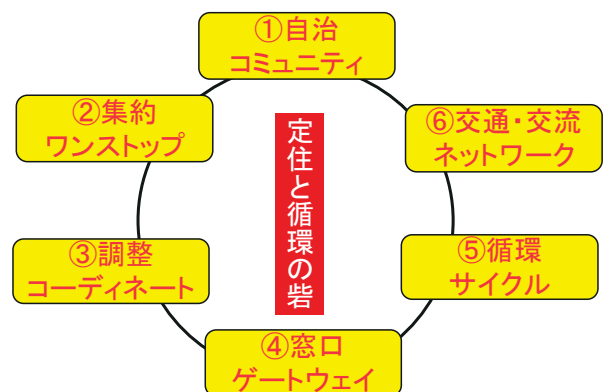 ①自治
コミュニティ
②集約
ワンストップ
③調整
コーディネート
④窓口
ゲートウェイ
⑤循環
サイクル
⑥交通・交流
ネットワーク
定住と循環の砦